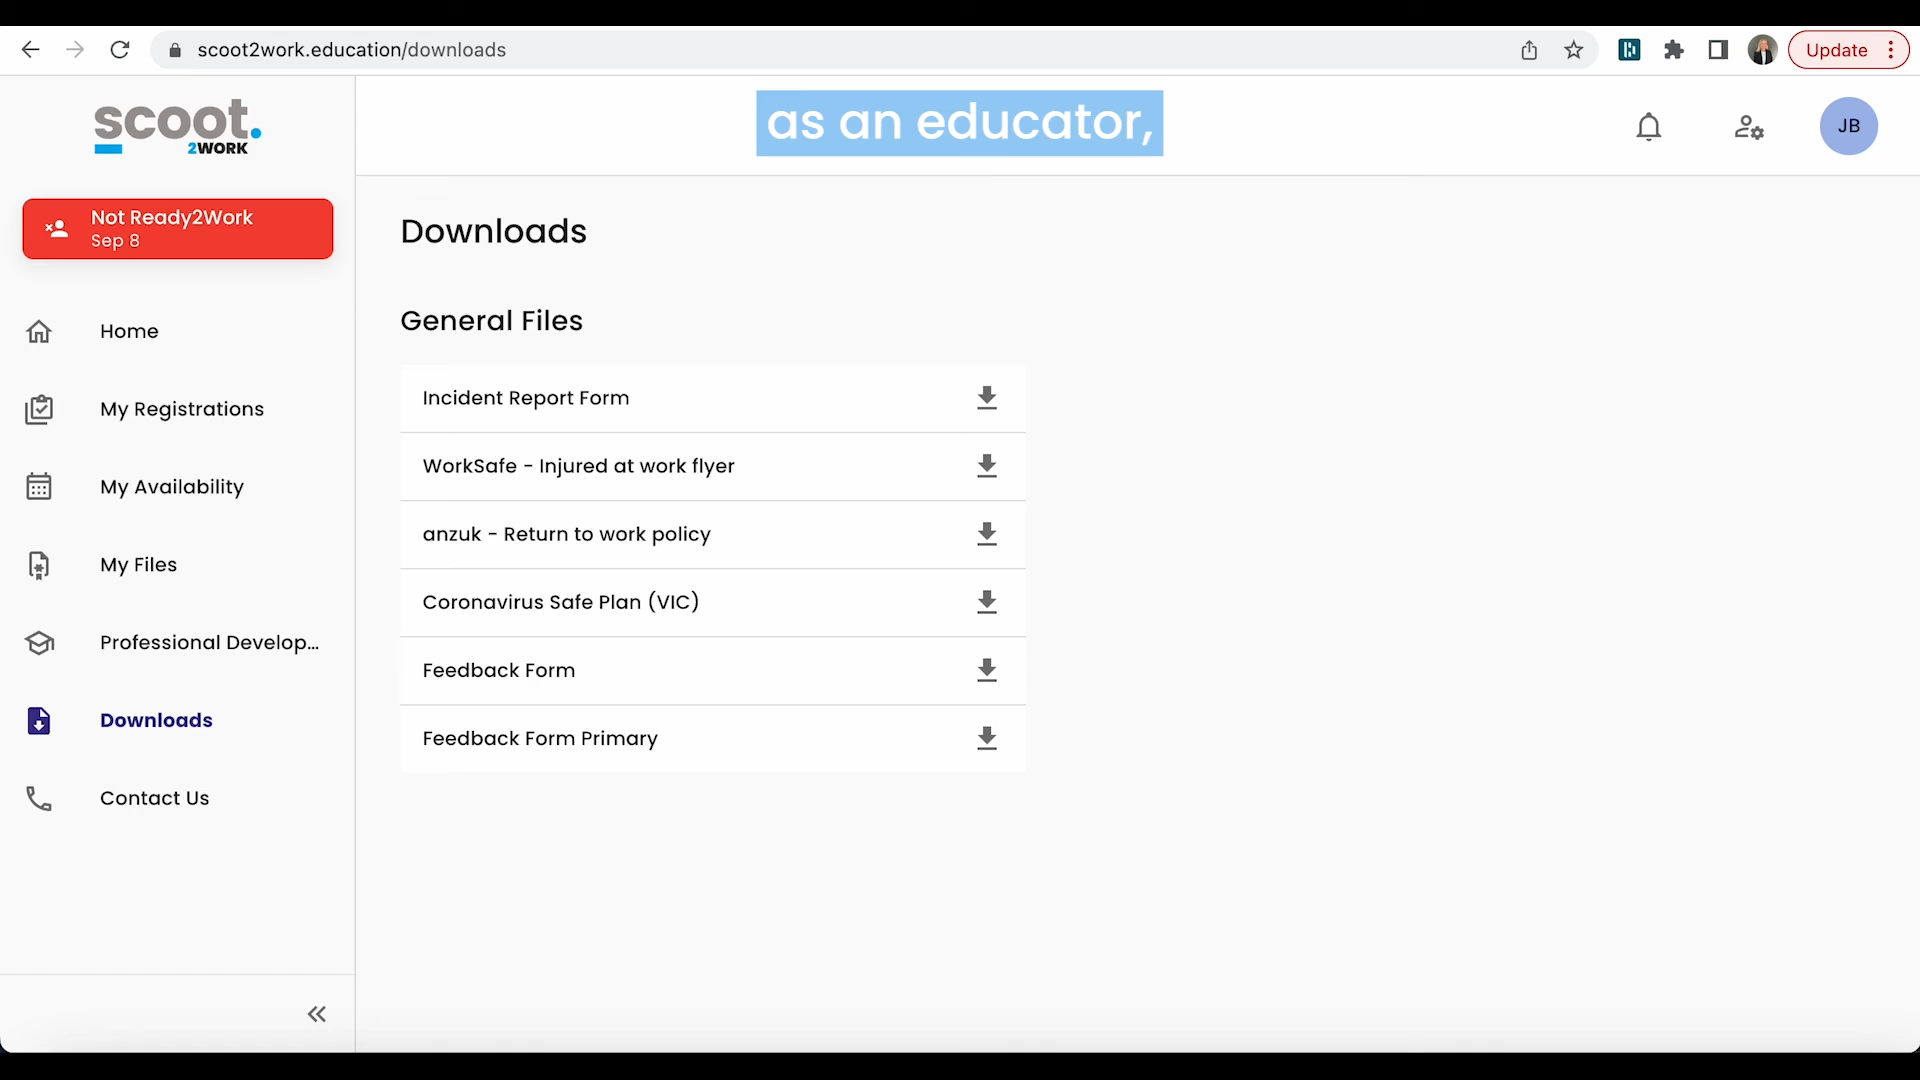 scoot2work.education/downloads
Update
scoot.
2WORK
as an educator,
JB
Not Ready2Work
Sep 8
Home
My Registrations
My Availability
My Files
Professional Develop...
Downloads
Contact Us
Downloads
General Files
Incident Report Form
WorkSafe - Injured at work flyer
anzuk - Return to work policy
Coronavirus Safe Plan (VIC)
Feedback Form
Feedback Form Primary